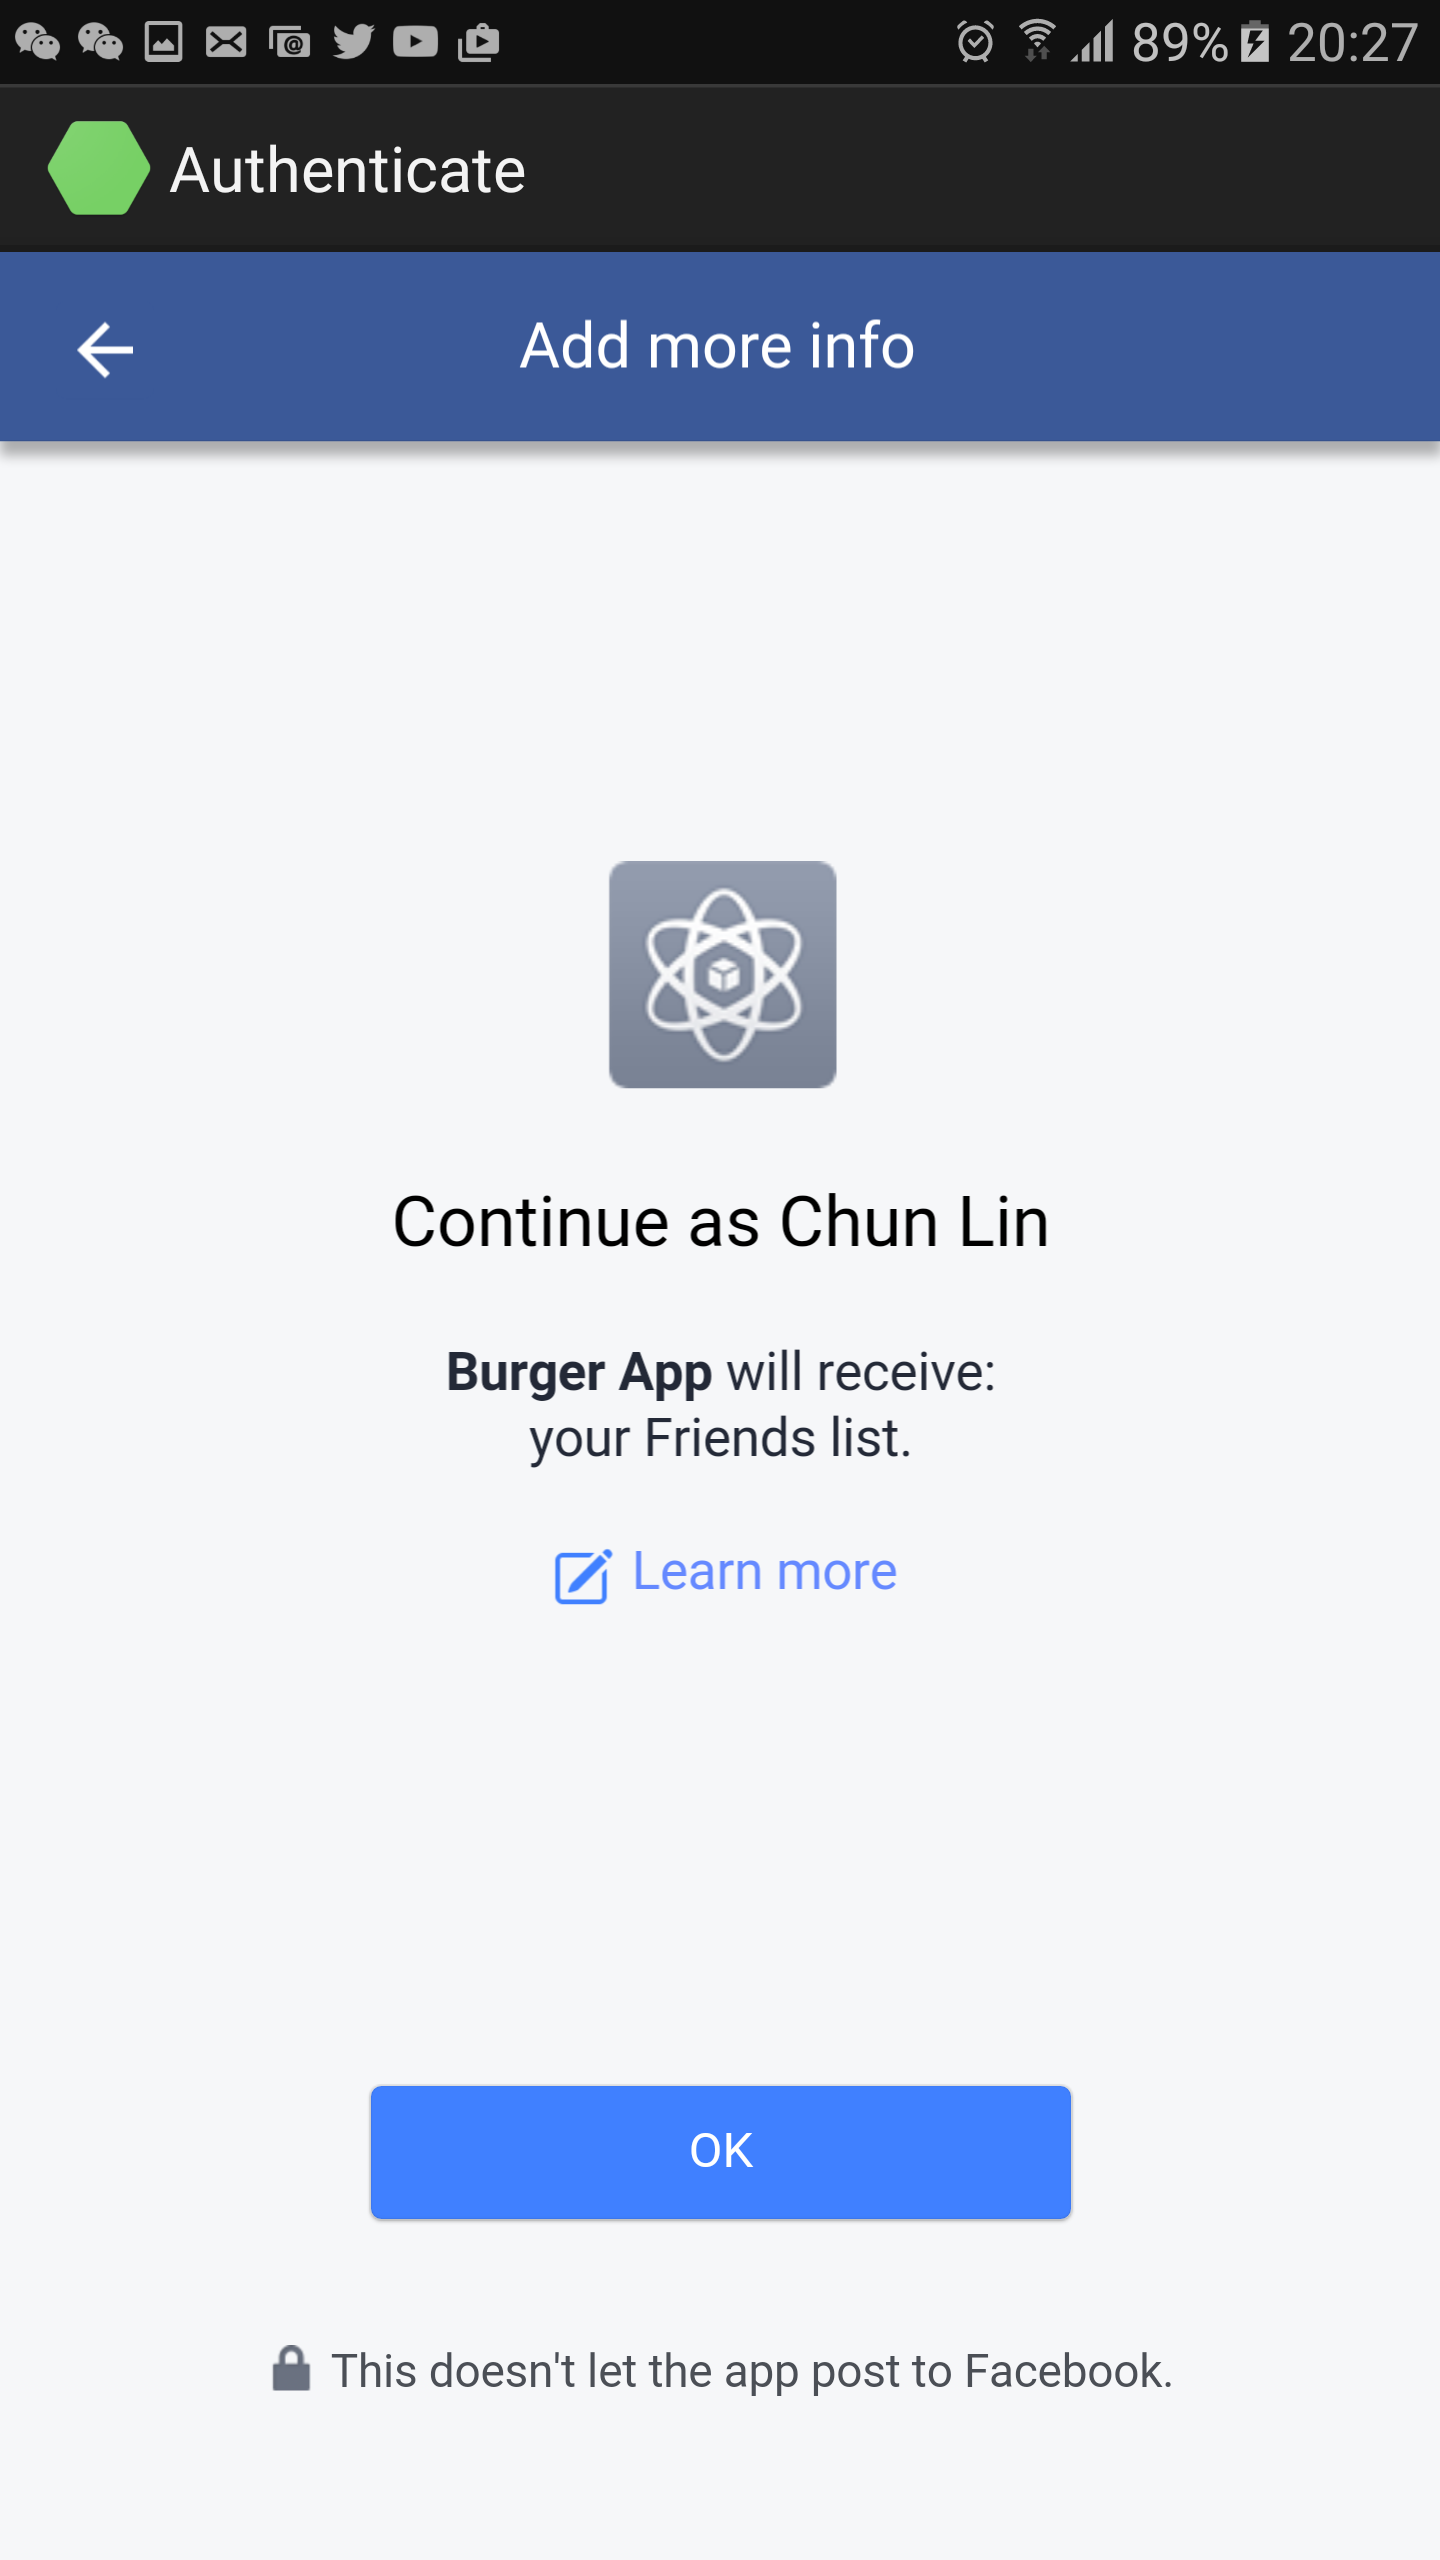 89% 20:27
Authenticate
Add more info
Continue as Chun Lin
Burger App will receive:
your Friends list.
Learn more
OK
This doesn't let the app post to Facebook.